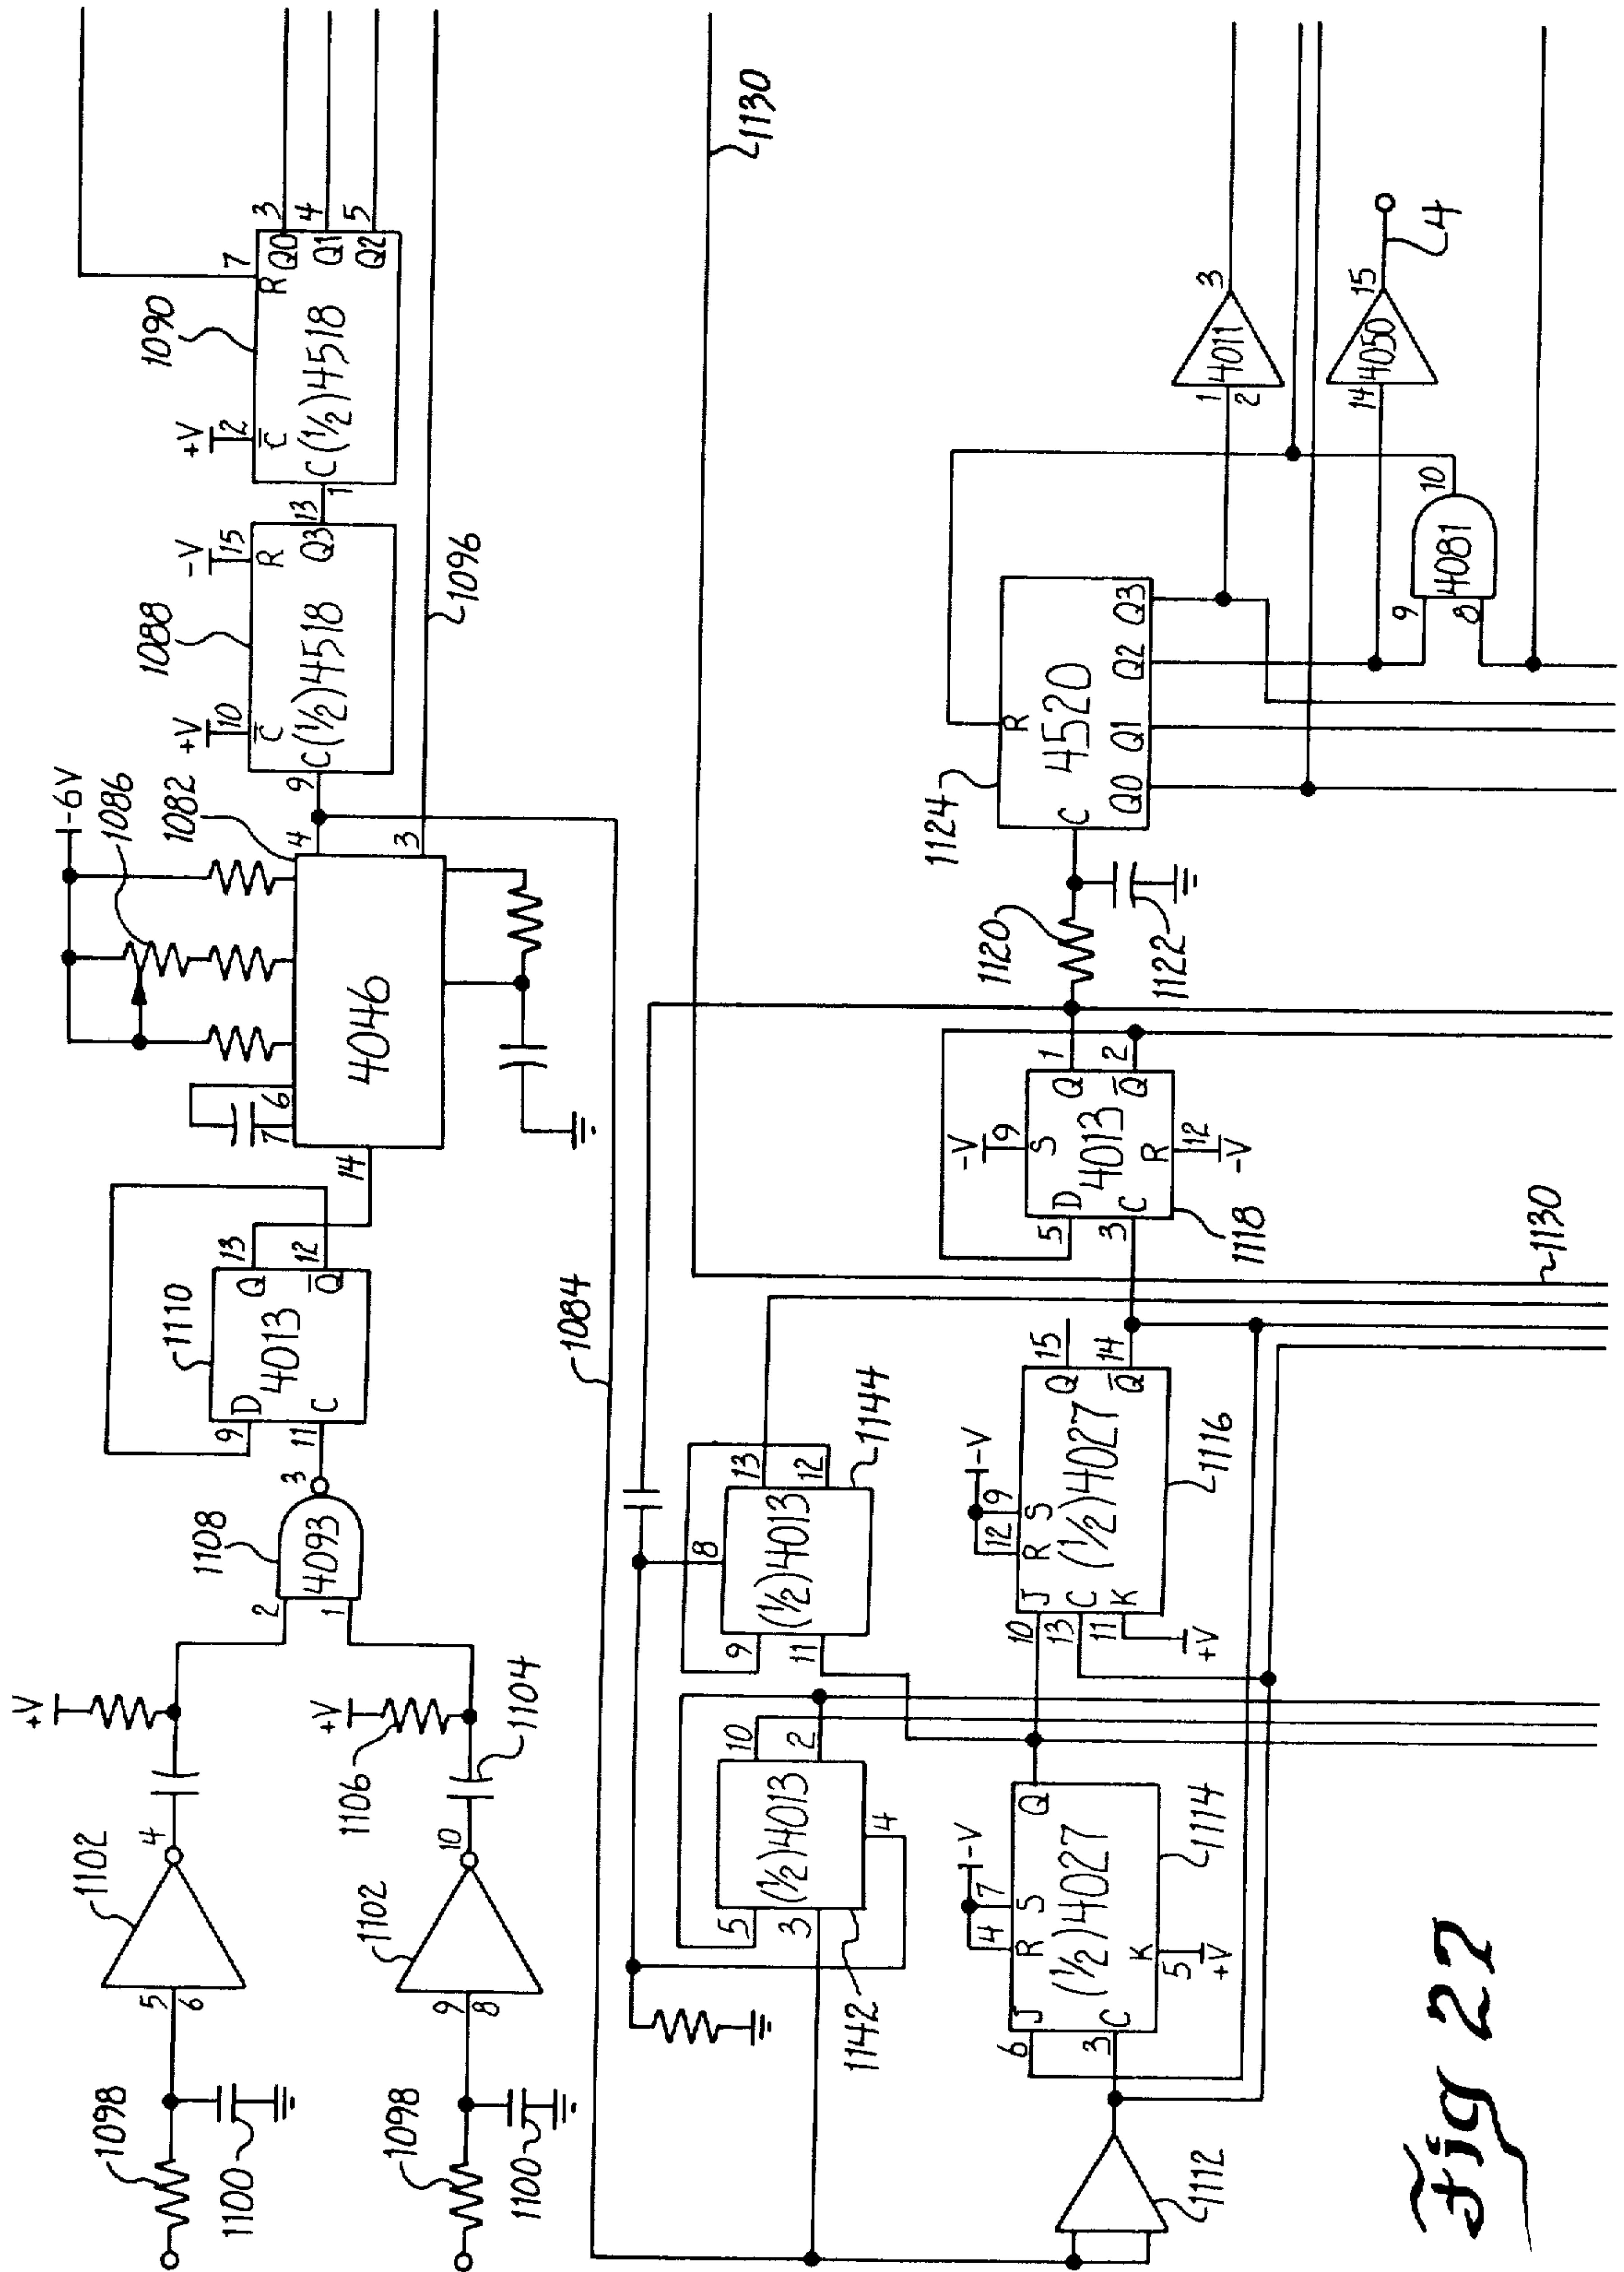 +V
-6V
+V
-V
+V
1086
1102
1108
1110
1082
1088
1090
1098
5
6
4
2
1
3
9
11
D
C
4013
Q
Q̅
13
12
14
7
6
4
3
4046
9
10
C̅
C(½)4518
15
R
Q3
13
1
2
C̅
C(½)4518
7
R
Q0
Q1
Q2
3
4
5
4093
1100
+V
1106
1102
1098
9
8
10
1104
1100
1084
1096
1130
1142
5
3
(½)4013
10
2
4
9
11
(½)4013
8
13
12
1144
1112
-V
4
7
6
3
J
R
S
C
(½)4027
K
Q
5
+V
1114
-V
12
9
10
13
11
J
R
S
C
K
(½)4027
Q
Q̅
15
14
+V
1116
-V
9
5
3
D
S
C
4013
R
Q
Q̅
1
2
12
-V
1118
1120
1122
1124
C
R
4520
Q0
Q1
Q2
Q3
1
2
4011
3
14
4050
15
4
9
8
4081
10
1130
Fig 22